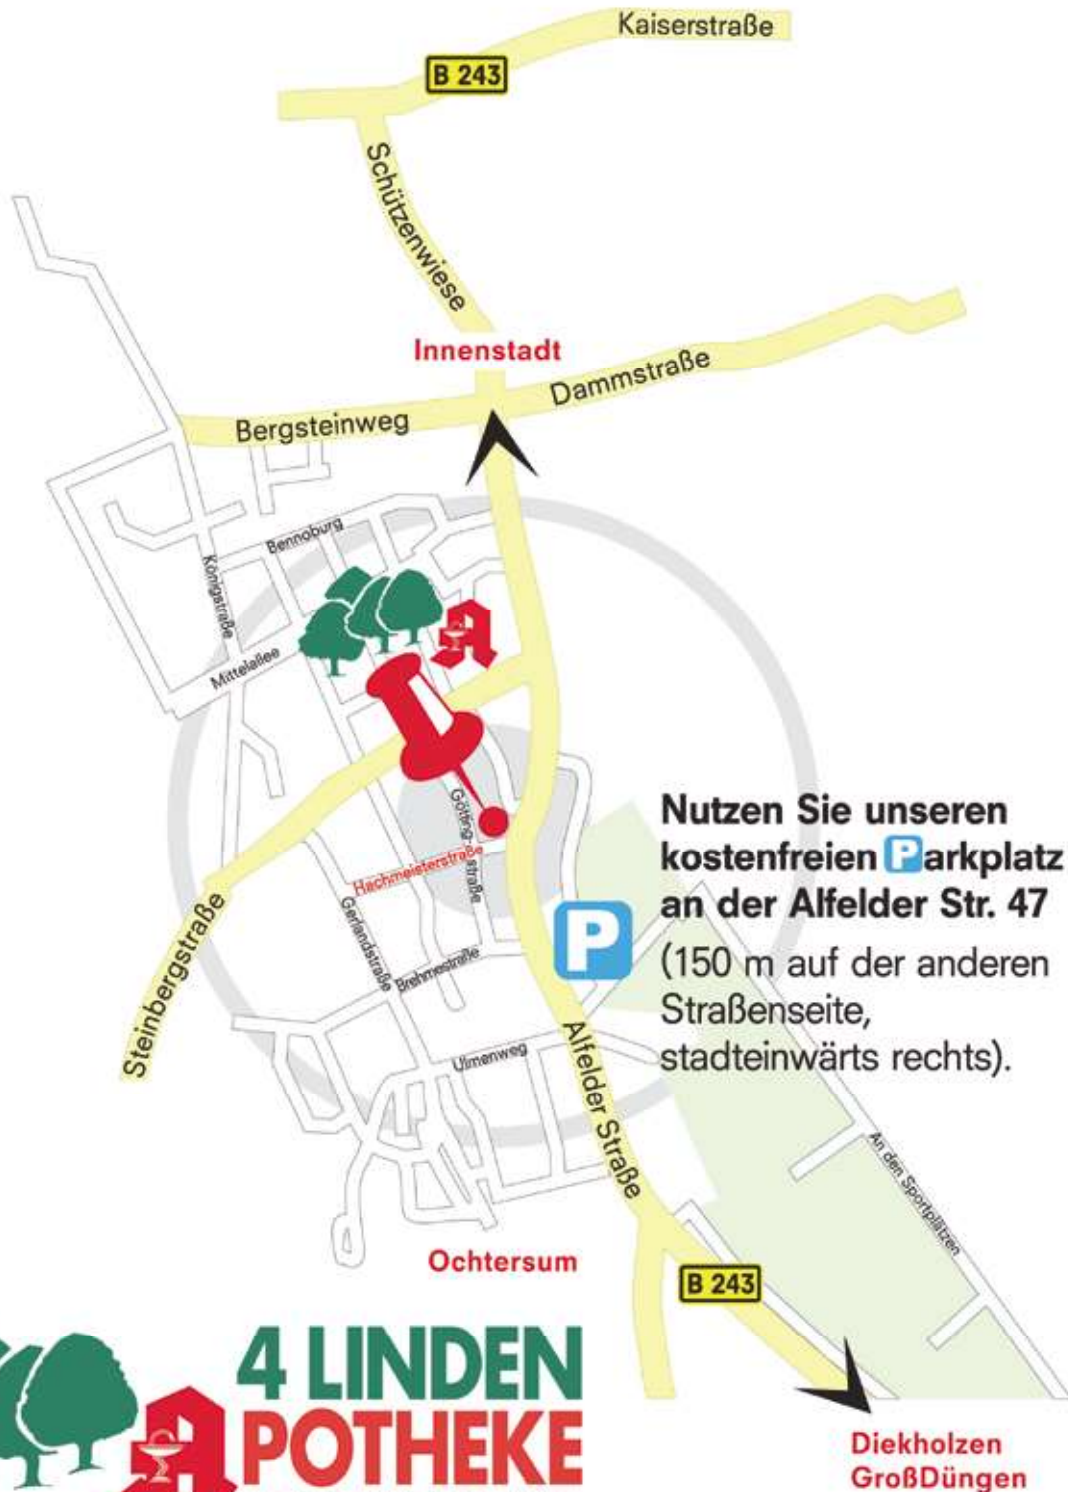 Kaiserstraße
B 243
Schützenwiese
Innenstadt
Dammstraße
Bergsteinweg
Bennoburg
Königstraße
Mittelallee
A
Götting-
straße
Hachmeisterstraße
Gerlandstraße
Brehmestraße
Steinbergstraße
Ulmenweg
Alfelder Straße
P
Nutzen Sie unseren
kostenfreien Parkplatz
an der Alfelder Str. 47
(150 m auf der anderen
Straßenseite,
stadteinwärts rechts).
An den Sportplätzen
Ochtersum
B 243
4 LINDEN
APOTHEKE
Diekholzen
GroßDüngen